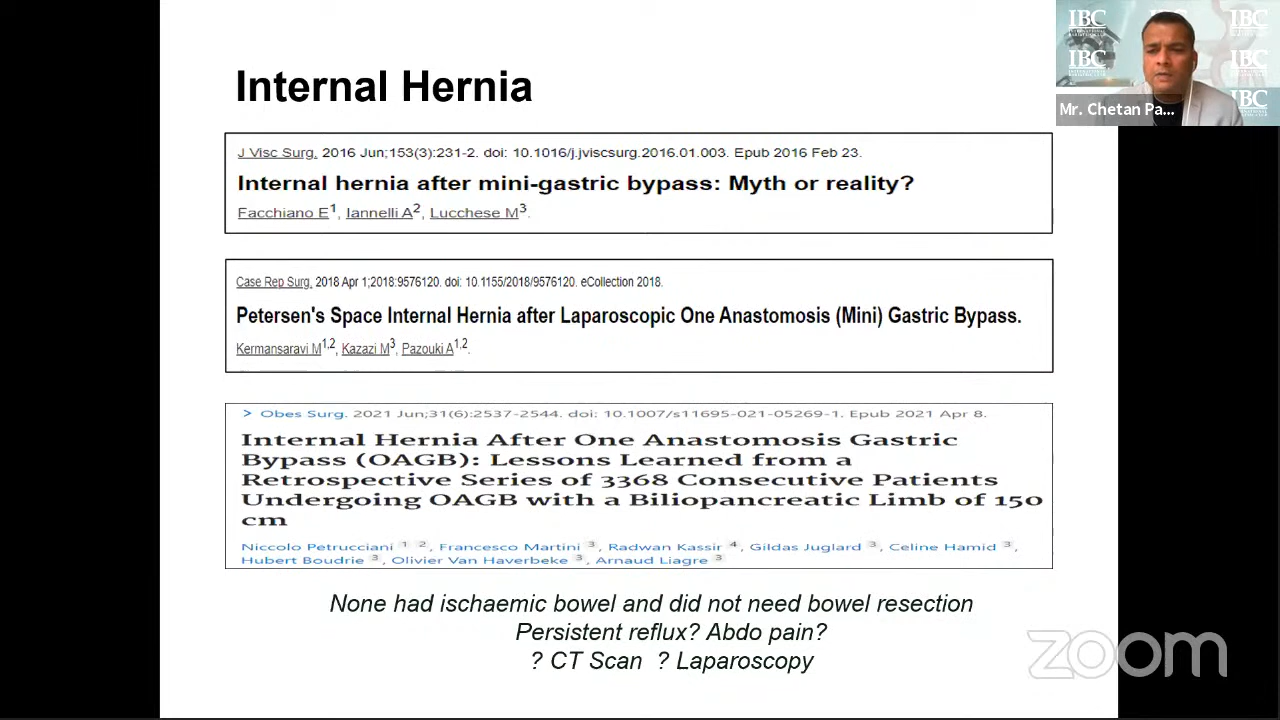 Internal Hernia
J Visc Surg. 2016 Jun;153(3):231-2. doi: 10.1016/j.jviscsurg.2016.01.003. Epub 2016 Feb 23.
Internal hernia after mini-gastric bypass: Myth or reality?
Facchiano E1, Iannelli A2, Lucchese M3.
Case Rep Surg. 2018 Apr 1;2018:9576120. doi: 10.1155/2018/9576120. eCollection 2018.
Petersen's Space Internal Hernia after Laparoscopic One Anastomosis (Mini) Gastric Bypass.
Kermansaravi M1,2, Kazazi M3, Pazouki A1,2.
> Obes Surg. 2021 Jun;31(6):2537-2544. doi: 10.1007/s11695-021-05269-1. Epub 2021 Apr 8.
Internal Hernia After One Anastomosis Gastric
Bypass (OAGB): Lessons Learned from a
Retrospective Series of 3368 Consecutive Patients
Undergoing OAGB with a Biliopancreatic Limb of 150
cm
Niccolo Petrucciani 1 2, Francesco Martini 3, Radwan Kassir 4, Gildas Juglard 3, Celine Hamid 3,
Hubert Boudrie 3, Olivier Van Haverbeke 3, Arnaud Liagre 3
None had ischaemic bowel and did not need bowel resection
Persistent reflux? Abdo pain?
? CT Scan ? Laparoscopy
IBC
IBC
IBC
IBC
IBC
Mr. Chetan Pa...
zoom